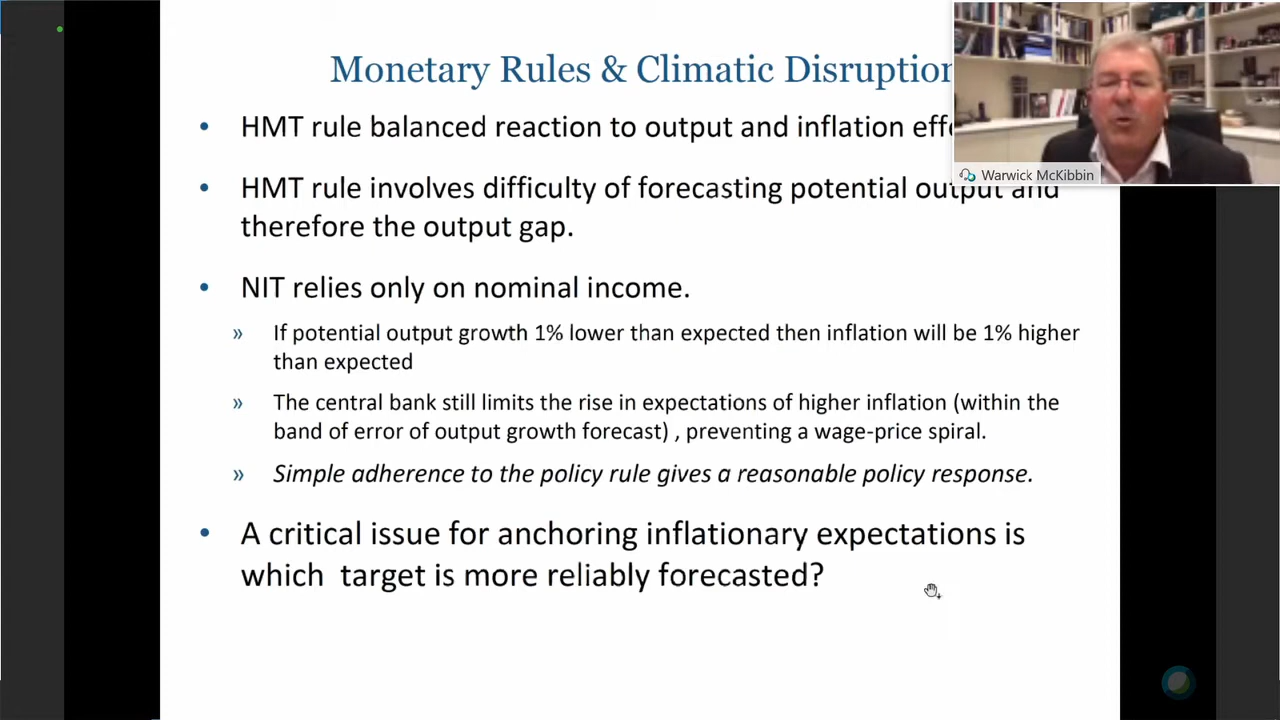 Monetary Rules & Climatic Disruption
• HMT rule balanced reaction to output and inflation
Warwick McKibbin
• HMT rule involves difficulty of forecasting potential output and
therefore the output gap.
• NIT relies only on nominal income.
» If potential output growth 1% lower than expected then inflation will be 1% higher
than expected
» The central bank still limits the rise in expectations of higher inflation (within the
band of error of output growth forecast) , preventing a wage-price spiral.
» Simple adherence to the policy rule gives a reasonable policy response.
• A critical issue for anchoring inflationary expectations is
which target is more reliably forecasted?